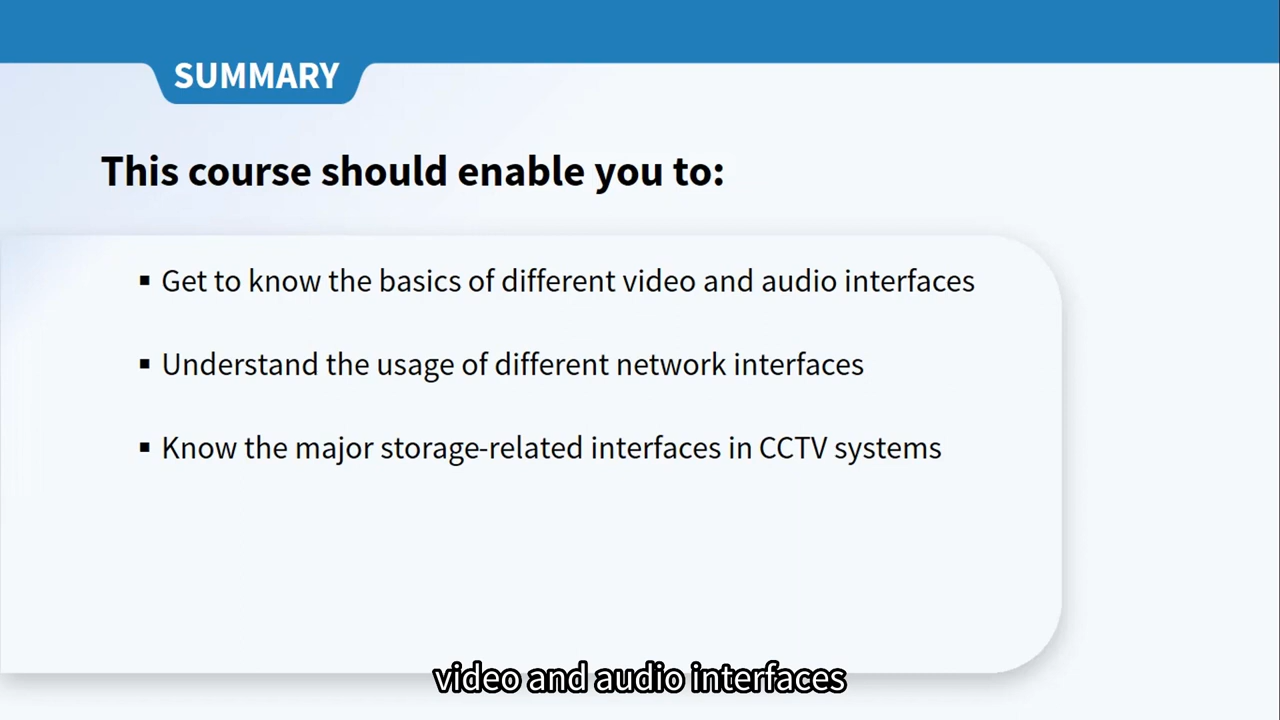 SUMMARY
This course should enable you to:
▪ Get to know the basics of different video and audio interfaces
▪ Understand the usage of different network interfaces
▪ Know the major storage-related interfaces in CCTV systems
video and audio interfaces